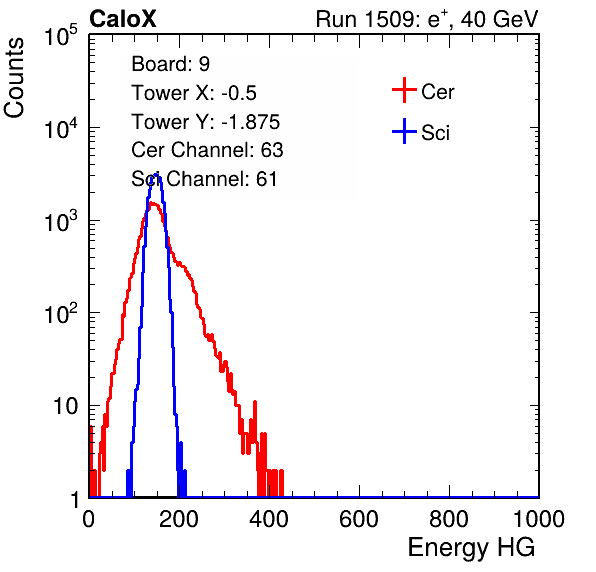 CaloX
Run 1509: e⁺, 40 GeV
Counts
10⁵
10⁴
10³
10²
10
1
Board: 9
Tower X: -0.5
Tower Y: -1.875
Cer Channel: 63
Sci Channel: 61
Cer
Sci
0 200 400 600 800 1000
Energy HG